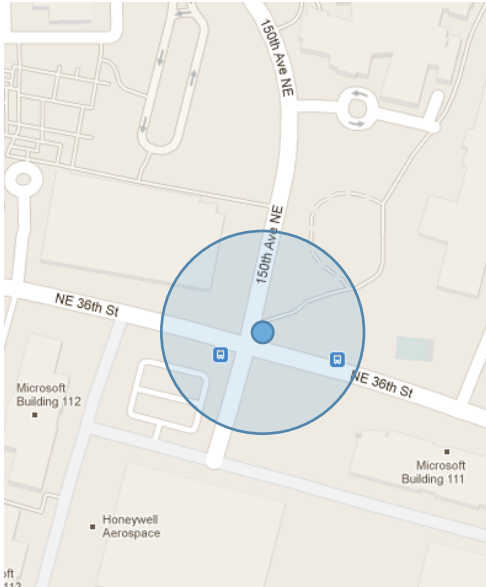 150th Ave NE
150th Ave NE
NE 36th St
NE 36th St
Microsoft
Building 112
Microsoft
Building 111
Honeywell
Aerospace